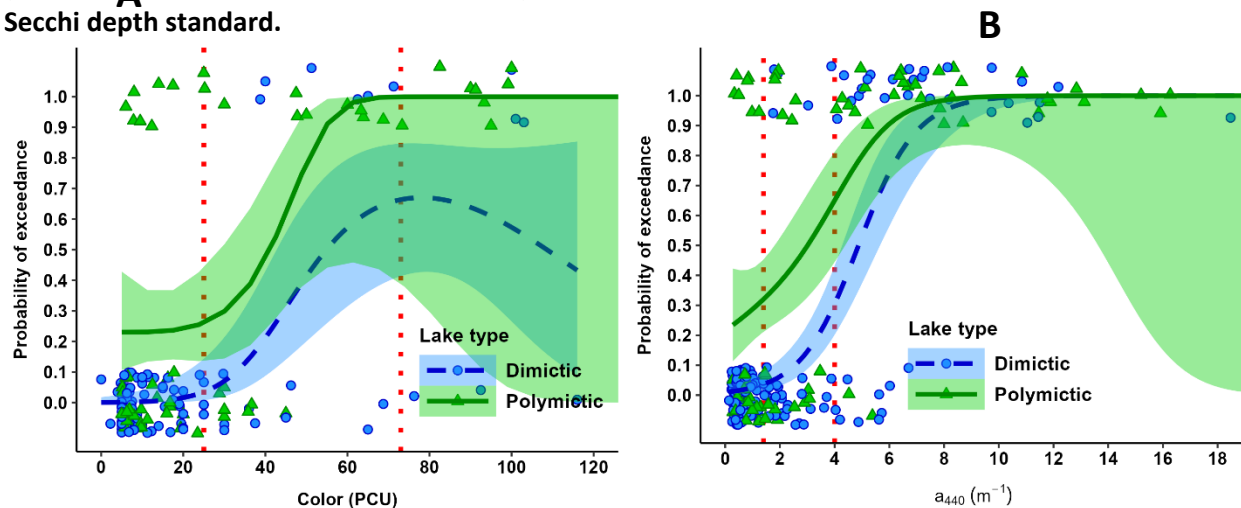 A
Secchi depth standard.
B
Probability of exceedance
1.0
0.9
0.8
0.7
0.6
0.5
0.4
0.3
0.2
0.1
0.0
Lake type
Dimictic
Polymictic
0 20 40 60 80 100 120
Color (PCU)
Probability of exceedance
1.0
0.9
0.8
0.7
0.6
0.5
0.4
0.3
0.2
0.1
0.0
Lake type
Dimictic
Polymictic
0 2 4 6 8 10 12 14 16 18
a₄₄₀ (m⁻¹)